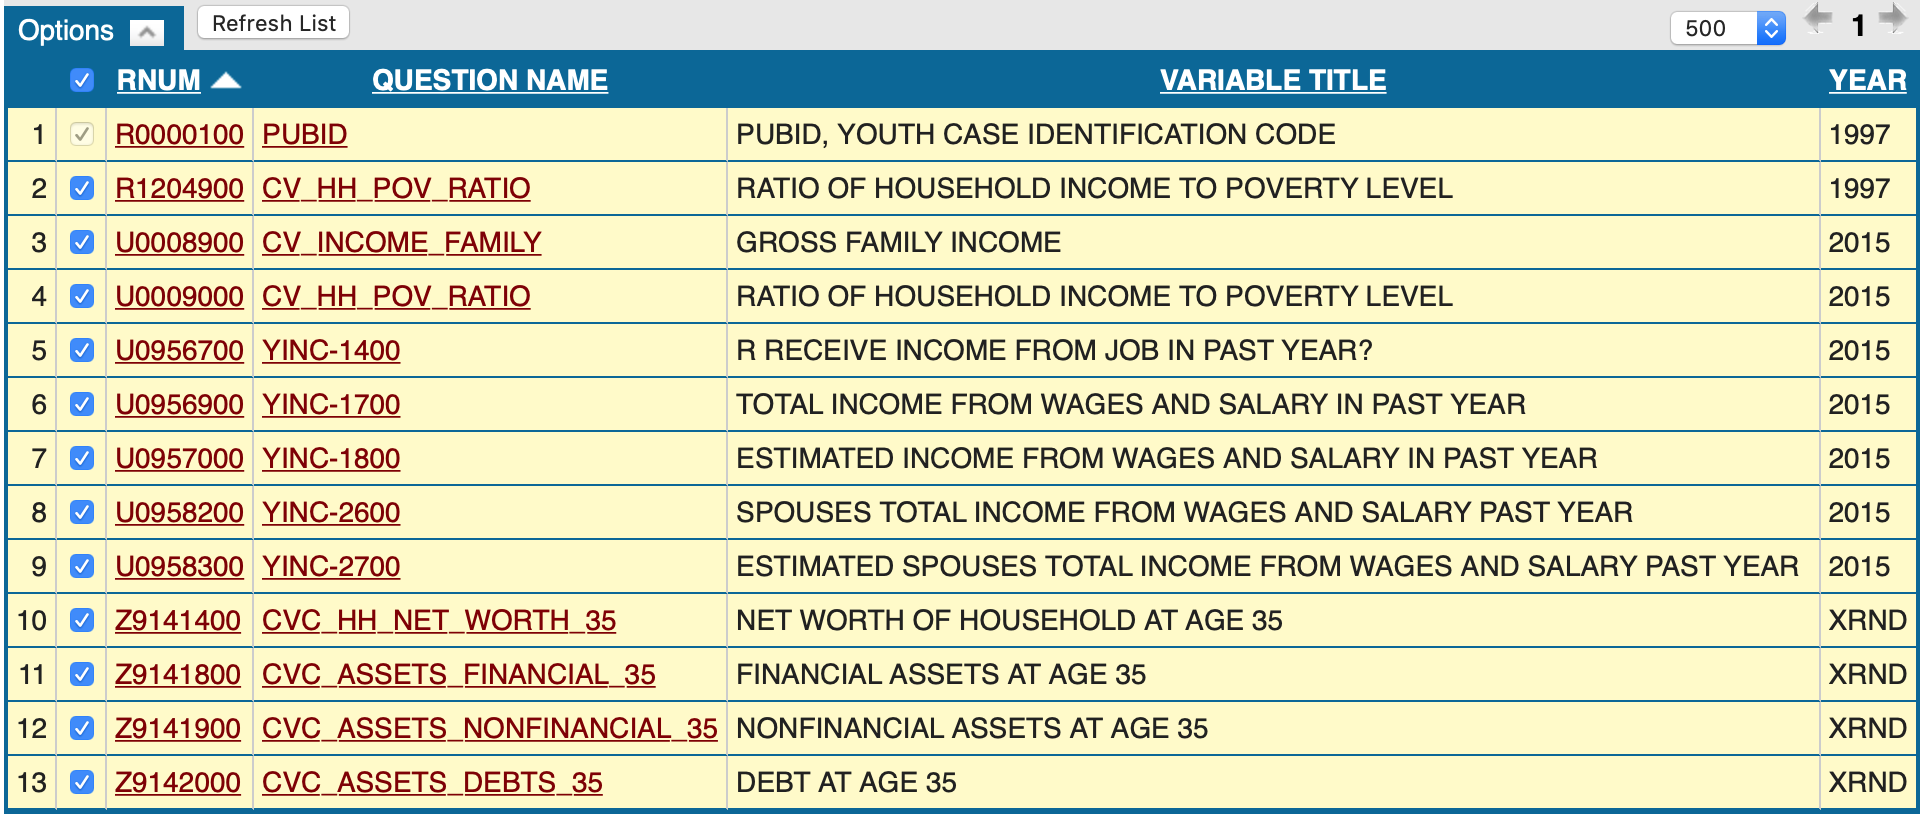 Options Refresh List 500 1
RNUM QUESTION NAME VARIABLE TITLE YEAR
1 R0000100 PUBID PUBID, YOUTH CASE IDENTIFICATION CODE 1997
2 R1204900 CV_HH_POV_RATIO RATIO OF HOUSEHOLD INCOME TO POVERTY LEVEL 1997
3 U0008900 CV_INCOME_FAMILY GROSS FAMILY INCOME 2015
4 U0009000 CV_HH_POV_RATIO RATIO OF HOUSEHOLD INCOME TO POVERTY LEVEL 2015
5 U0956700 YINC-1400 R RECEIVE INCOME FROM JOB IN PAST YEAR? 2015
6 U0956900 YINC-1700 TOTAL INCOME FROM WAGES AND SALARY IN PAST YEAR 2015
7 U0957000 YINC-1800 ESTIMATED INCOME FROM WAGES AND SALARY IN PAST YEAR 2015
8 U0958200 YINC-2600 SPOUSES TOTAL INCOME FROM WAGES AND SALARY PAST YEAR 2015
9 U0958300 YINC-2700 ESTIMATED SPOUSES TOTAL INCOME FROM WAGES AND SALARY PAST YEAR 2015
10 Z9141400 CVC_HH_NET_WORTH_35 NET WORTH OF HOUSEHOLD AT AGE 35 XRND
11 Z9141800 CVC_ASSETS_FINANCIAL_35 FINANCIAL ASSETS AT AGE 35 XRND
12 Z9141900 CVC_ASSETS_NONFINANCIAL_35 NONFINANCIAL ASSETS AT AGE 35 XRND
13 Z9142000 CVC_ASSETS_DEBTS_35 DEBT AT AGE 35 XRND